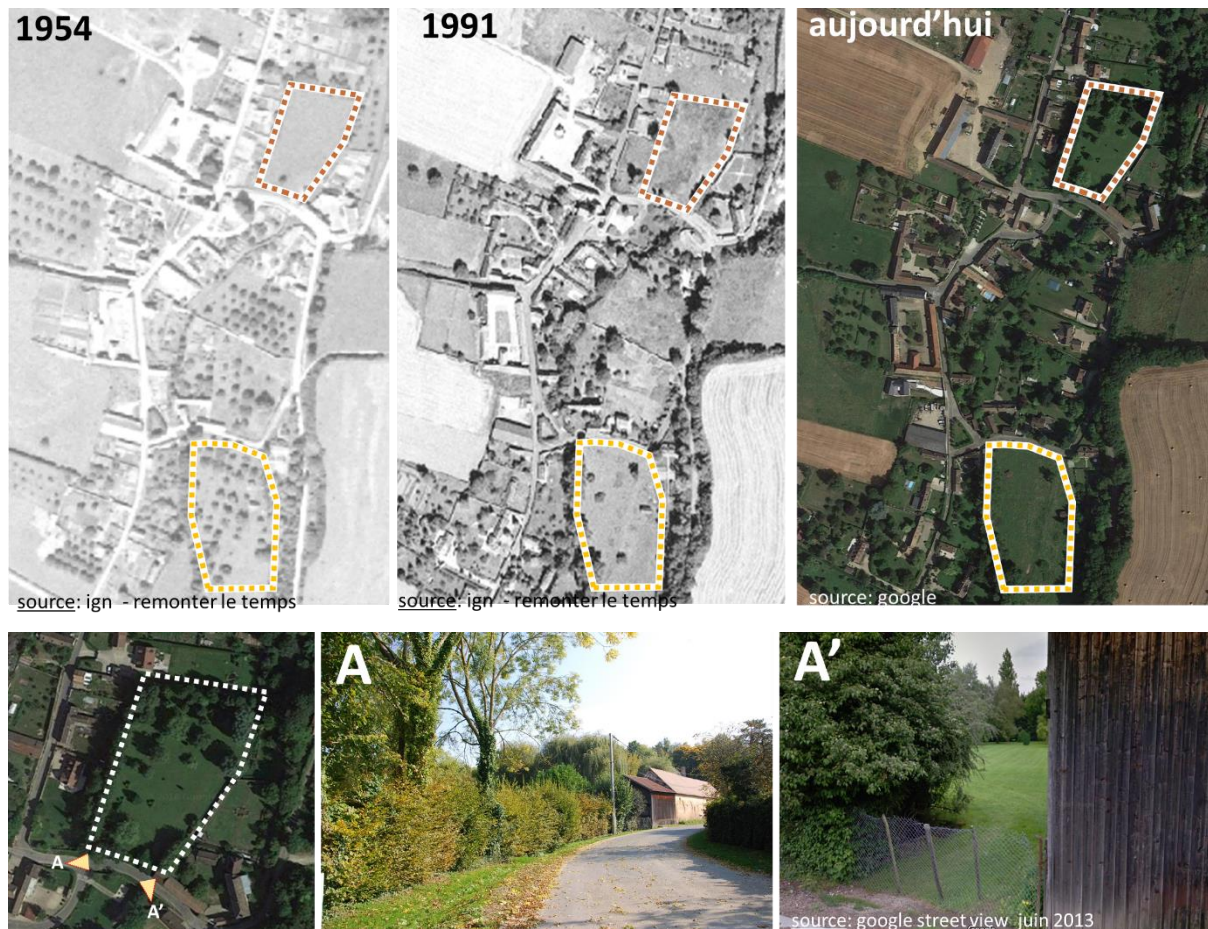 1954
1991
aujourd'hui
source: ign - remonter le temps
source: ign - remonter le temps
source: google
A
A'
A
A'
source: google street view juin 2013